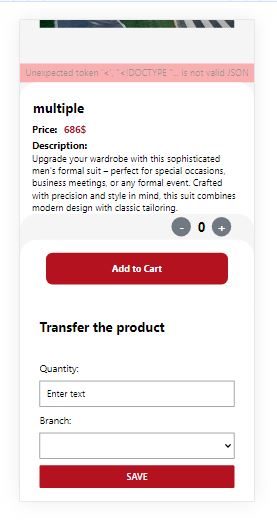 Unexpected token '<', "<!DOCTYPE "... is not valid JSON
multiple
Price: 686$
Description:
Upgrade your wardrobe with this sophisticated
men's formal suit – perfect for special occasions,
business meetings, or any formal event. Crafted
with precision and style in mind, this suit combines
modern design with classic tailoring.
- 0 +
Add to Cart
Transfer the product
Quantity:
Enter text
Branch:
SAVE